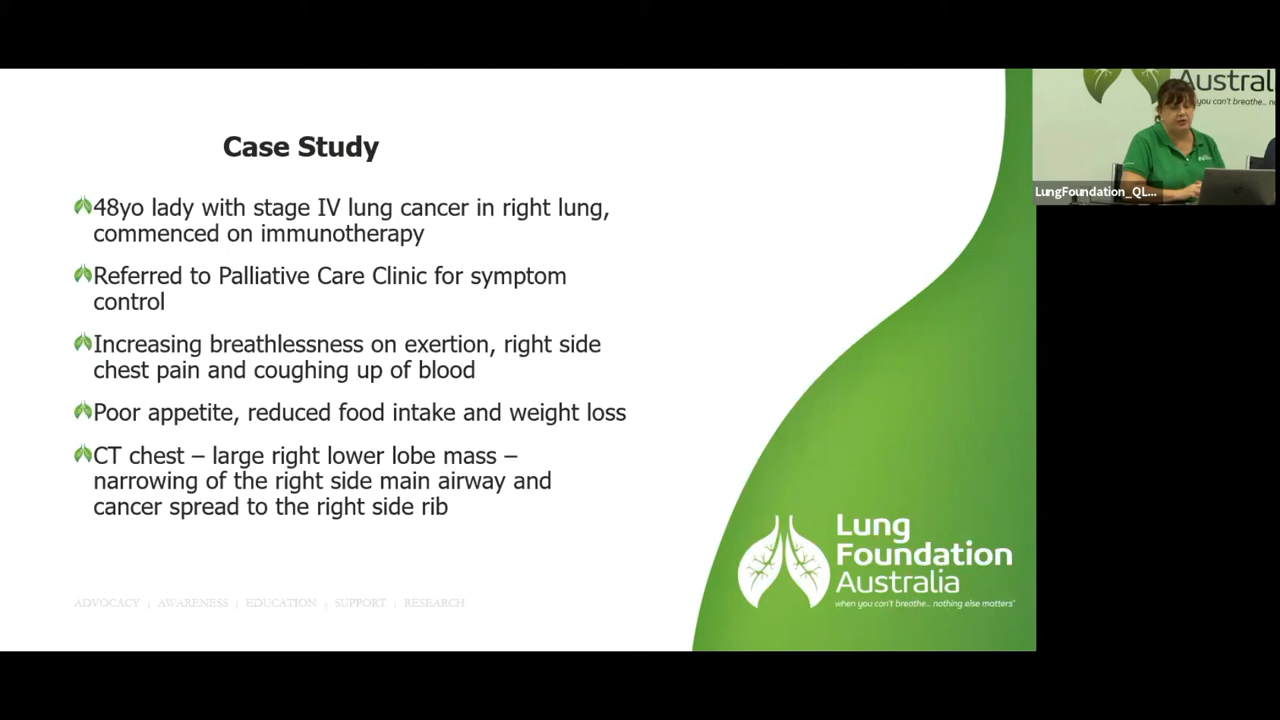 Case Study
48yo lady with stage IV lung cancer in right lung,
commenced on immunotherapy
Referred to Palliative Care Clinic for symptom
control
Increasing breathlessness on exertion, right side
chest pain and coughing up of blood
Poor appetite, reduced food intake and weight loss
CT chest – large right lower lobe mass –
narrowing of the right side main airway and
cancer spread to the right side rib
ADVOCACY | AWARENESS | EDUCATION | SUPPORT | RESEARCH
Lung
Foundation
Australia
when you can't breathe... nothing else matters"
Austral
you can't breathe... n
LungFoundation_QL...